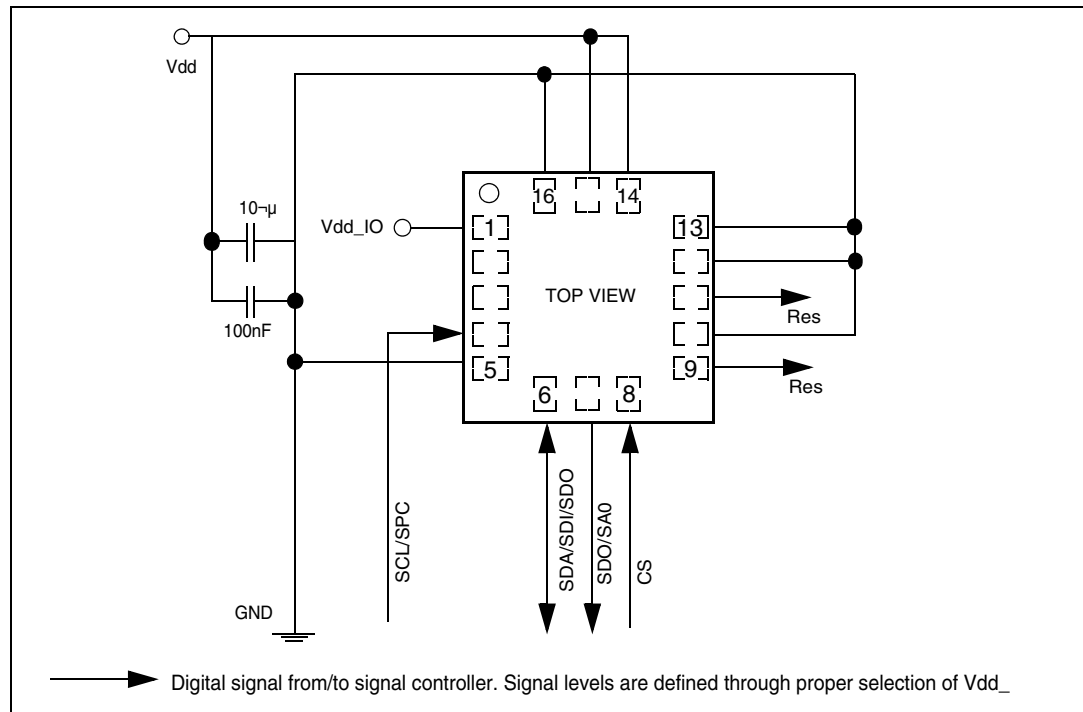 Vdd
16
14
10¬µ
Vdd_IO
1
13
TOP VIEW
Res
100nF
5
9
Res
6
8
SCL/SPC
SDA/SDI/SDO
SDO/SA0
CS
GND
Digital signal from/to signal controller. Signal levels are defined through proper selection of Vdd_